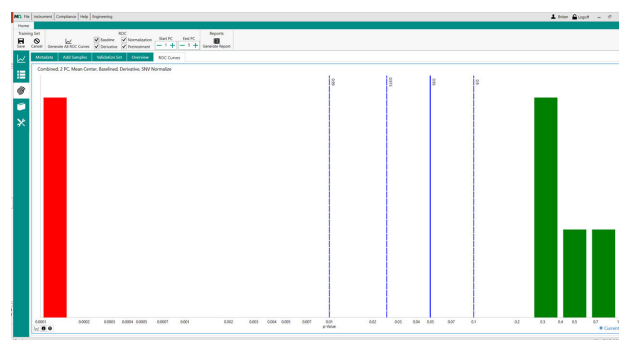 File Instrument Compliance Help Engineering Bristen Logoff
Home
Training Set ROC Reports
Save Cancel Generate All ROC Curves Baseline Normalization Start PC End PC Generate Report
Derivative Pretreatment 1 1
Metadata Add Samples Validation Set Overview ROC Curves
Combined, 2 PC, Mean Center, Baselined, Derivative, SNV Normalize
0.0001 0.0002 0.0003 0.0004 0.0005 0.0007 0.001 0.002 0.003 0.004 0.005 0.007 0.01 0.02 0.03 0.04 0.05 0.07 0.1 0.2 0.3 0.4 0.5 0.7
p-Value
Current